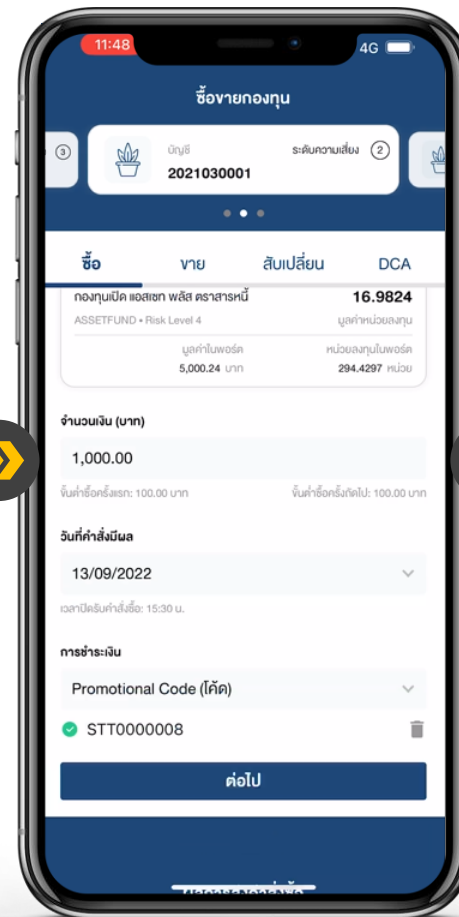 11:48 4G
ซื้อขายกองทุน
3 บัญชี ระดับความเสี่ยง 2
2021030001
ซื้อ ขาย สับเปลี่ยน DCA
กองทุนเปิด แอสเซท พลัส ตราสารหนี้ 16.9824
ASSETFUND • Risk Level 4 มูลค่าหน่วยลงทุน
มูลค่าในพอร์ต หน่วยลงทุนในพอร์ต
5,000.24 บาท 294.4297 หน่วย
จำนวนเงิน (บาท)
1,000.00
ขั้นต่ำซื้อครั้งแรก: 100.00 บาท ขั้นต่ำซื้อครั้งถัดไป: 100.00 บาท
วันที่คำสั่งมีผล
13/09/2022
เวลาปิดรับคำสั่งซื้อ: 15:30 น.
การชำระเงิน
Promotional Code (โค้ด)
STT0000008
ต่อไป